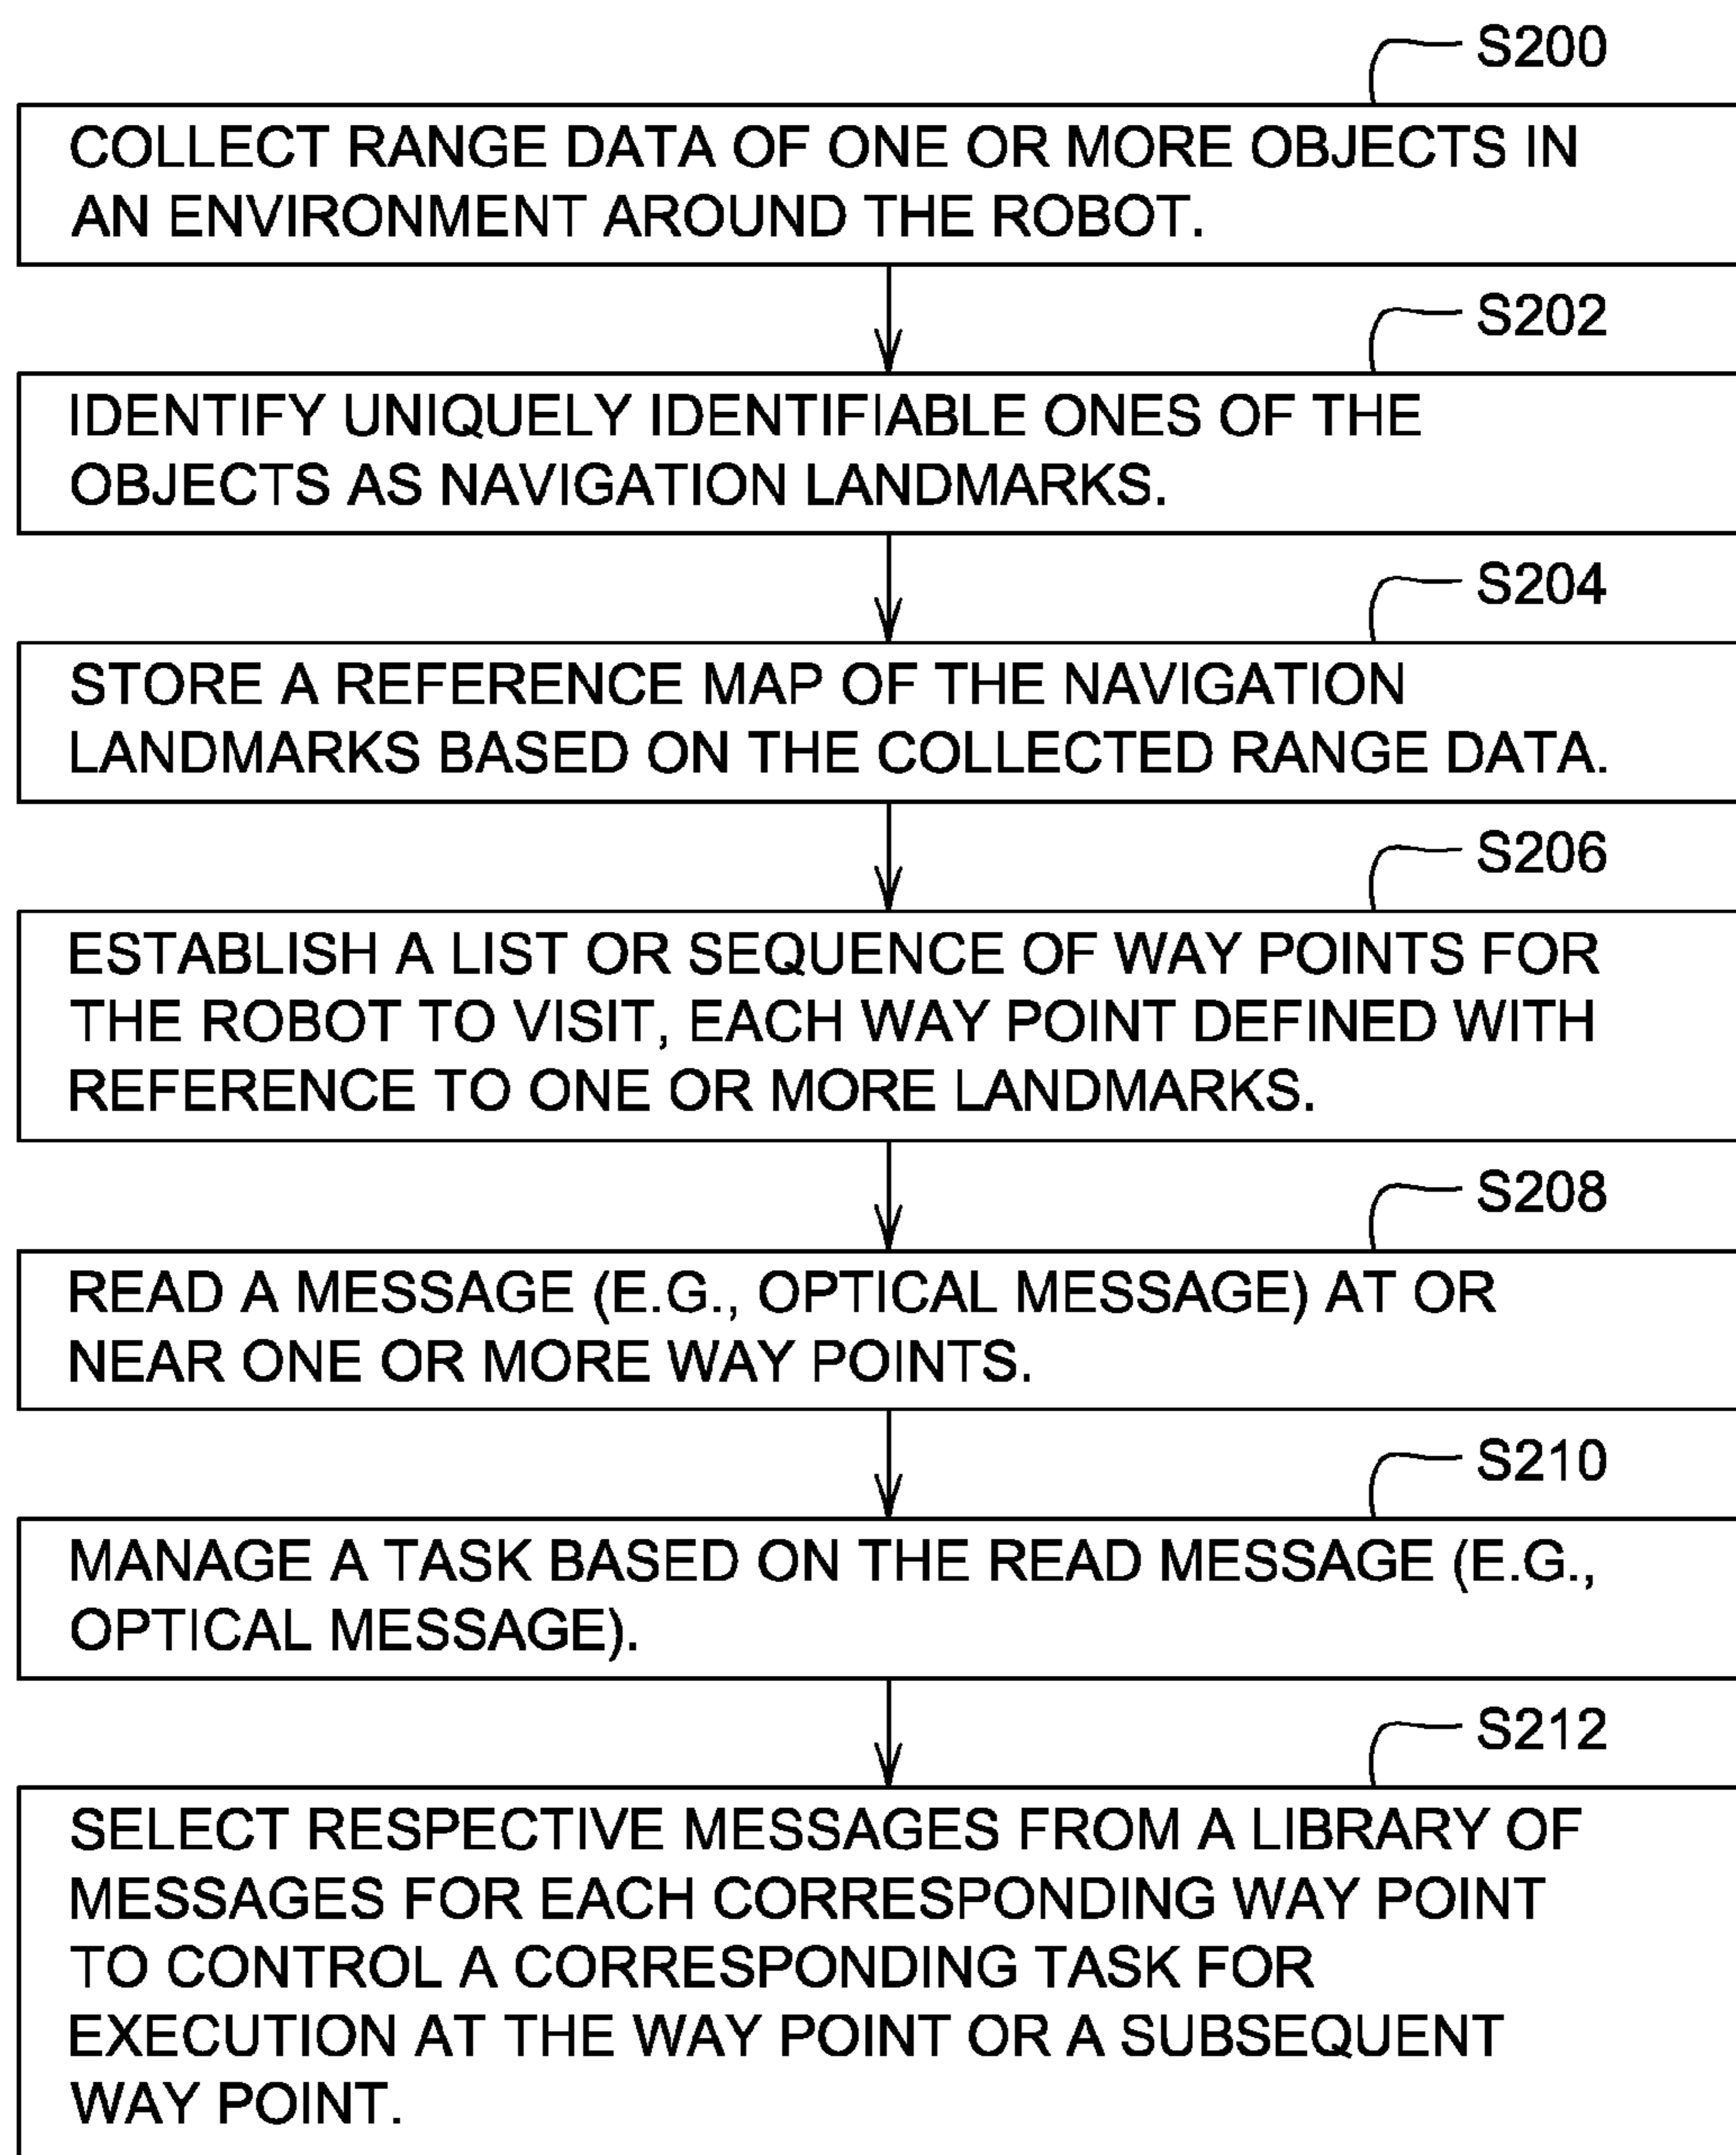 S200
COLLECT RANGE DATA OF ONE OR MORE OBJECTS IN
AN ENVIRONMENT AROUND THE ROBOT.
S202
IDENTIFY UNIQUELY IDENTIFIABLE ONES OF THE
OBJECTS AS NAVIGATION LANDMARKS.
S204
STORE A REFERENCE MAP OF THE NAVIGATION
LANDMARKS BASED ON THE COLLECTED RANGE DATA.
S206
ESTABLISH A LIST OR SEQUENCE OF WAY POINTS FOR
THE ROBOT TO VISIT, EACH WAY POINT DEFINED WITH
REFERENCE TO ONE OR MORE LANDMARKS.
S208
READ A MESSAGE (E.G., OPTICAL MESSAGE) AT OR
NEAR ONE OR MORE WAY POINTS.
S210
MANAGE A TASK BASED ON THE READ MESSAGE (E.G.,
OPTICAL MESSAGE).
S212
SELECT RESPECTIVE MESSAGES FROM A LIBRARY OF
MESSAGES FOR EACH CORRESPONDING WAY POINT
TO CONTROL A CORRESPONDING TASK FOR
EXECUTION AT THE WAY POINT OR A SUBSEQUENT
WAY POINT.